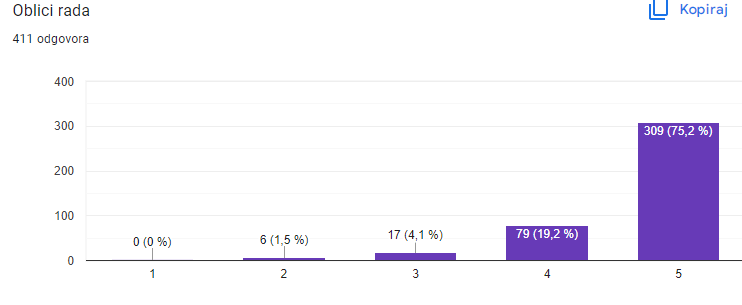 Oblici rada
Kopiraj
411 odgovora
400
300
200
100
0
0 (0 %)
6 (1,5 %)
17 (4,1 %)
79 (19,2 %)
309 (75,2 %)
1
2
3
4
5